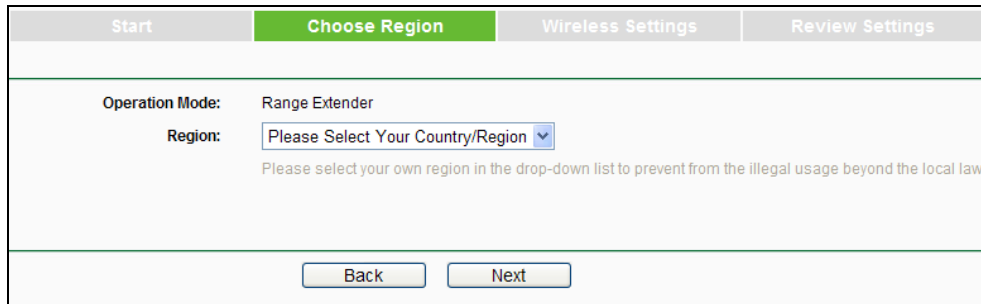 Start Choose Region Wireless Settings Review Settings
Operation Mode: Range Extender
Region: Please Select Your Country/Region
Please select your own region in the drop-down list to prevent from the illegal usage beyond the local law
Back Next